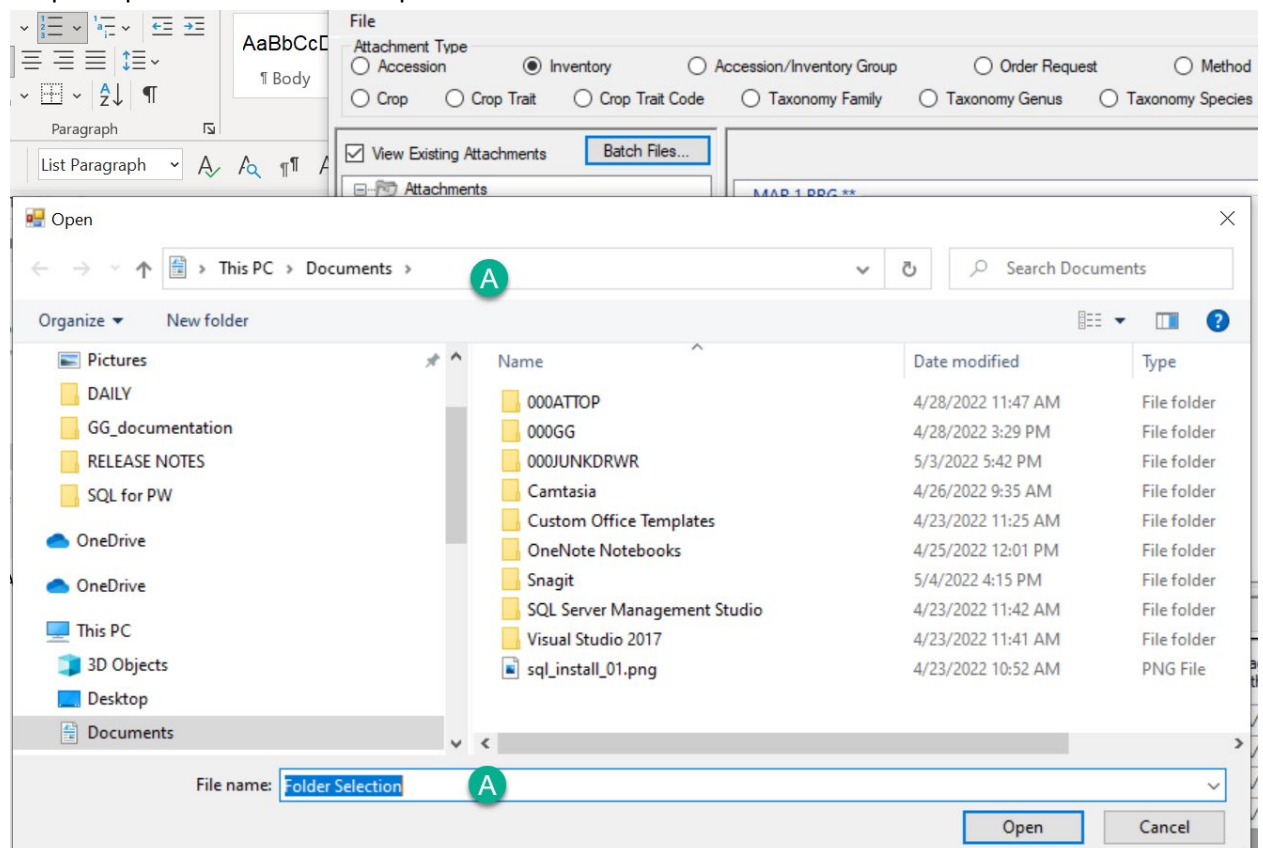 File
AaBbCcD
¶ Body
Paragraph
List Paragraph
Attachment Type
Accession Inventory Accession/Inventory Group Order Request Method
Crop Crop Trait Crop Trait Code Taxonomy Family Taxonomy Genus Taxonomy Species
View Existing Attachments Batch Files...
Attachments
MAP 1 PRG **
Open
This PC > Documents > A Search Documents
Organize New folder
Pictures
DAILY
GG_documentation
RELEASE NOTES
SQL for PW
OneDrive
OneDrive
This PC
3D Objects
Desktop
Documents
Name Date modified Type
000ATTOP 4/28/2022 11:47 AM File folder
000GG 4/28/2022 3:29 PM File folder
000JUNKDRWR 5/3/2022 5:42 PM File folder
Camtasia 4/26/2022 9:35 AM File folder
Custom Office Templates 4/23/2022 11:25 AM File folder
OneNote Notebooks 4/25/2022 12:01 PM File folder
Snagit 5/4/2022 4:15 PM File folder
SQL Server Management Studio 4/23/2022 11:42 AM File folder
Visual Studio 2017 4/23/2022 11:41 AM File folder
sql_install_01.png 4/23/2022 10:52 AM PNG File
File name: Folder Selection A
Open Cancel